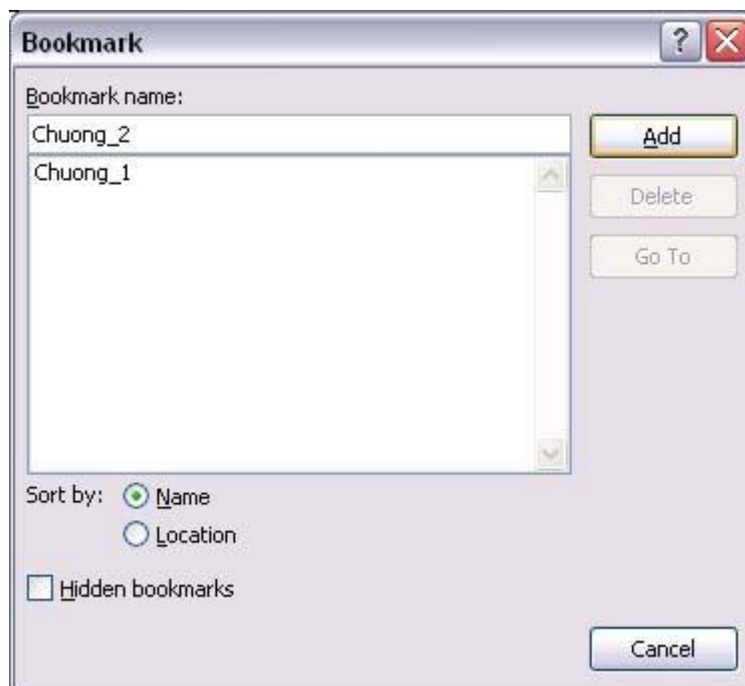 Bookmark
Bookmark name:
Chuong_2
Add
Chuong_1
Delete
Go To
Sort by: Name
Location
Hidden bookmarks
Cancel